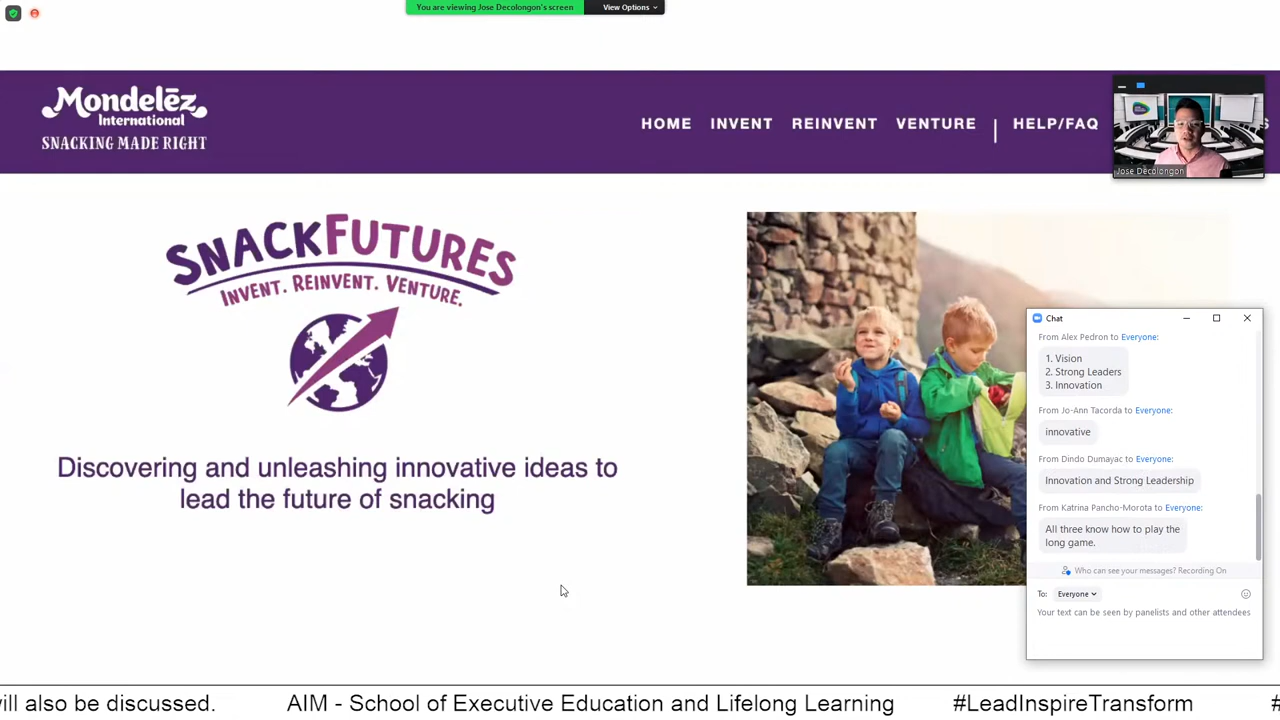 You are viewing Jose Decolongon's screen
View Options
Mondelēz
International
SNACKING MADE RIGHT
HOME INVENT REINVENT VENTURE | HELP/FAQ
Jose Decolongon
SNACKFUTURES
INVENT. REINVENT. VENTURE.
Discovering and unleashing innovative ideas to
lead the future of snacking
Chat
From Alex Pedron to Everyone:
1. Vision
2. Strong Leaders
3. Innovation
From Jo-Ann Tacorda to Everyone:
innovative
From Dindo Dumayac to Everyone:
Innovation and Strong Leadership
From Katrina Pancho-Morota to Everyone:
All three know how to play the
long game.
Who can see your messages? Recording On
To: Everyone
Your text can be seen by panelists and other attendees
will also be discussed. AIM - School of Executive Education and Lifelong Learning #LeadInspireTransform #